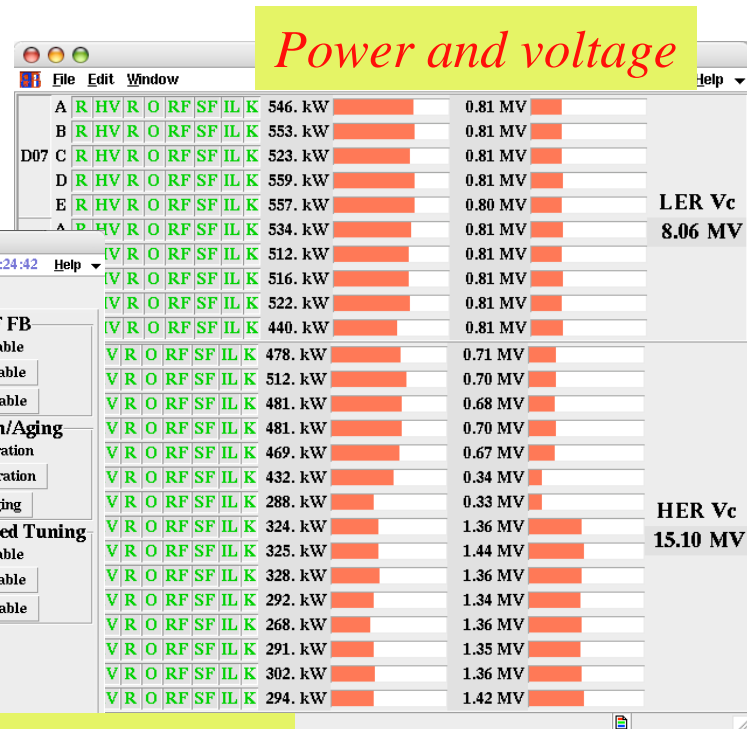 Power and voltage
File Edit Window Help
A R HV R O RF SF IL K 546. kW 0.81 MV
B R HV R O RF SF IL K 553. kW 0.81 MV
D07 C R HV R O RF SF IL K 523. kW 0.81 MV
D R HV R O RF SF IL K 559. kW 0.81 MV
E R HV R O RF SF IL K 557. kW 0.80 MV
LER Vc
A R HV R O RF SF IL K 534. kW 0.81 MV
8.06 MV
V R O RF SF IL K 512. kW 0.81 MV
:24:42 Help
V R O RF SF IL K 516. kW 0.81 MV
V R O RF SF IL K 522. kW 0.81 MV
V R O RF SF IL K 440. kW 0.81 MV
FB
able
V R O RF SF IL K 478. kW 0.71 MV
able
V R O RF SF IL K 512. kW 0.70 MV
able
V R O RF SF IL K 481. kW 0.68 MV
n/Aging
V R O RF SF IL K 481. kW 0.70 MV
ration
V R O RF SF IL K 469. kW 0.67 MV
ration
V R O RF SF IL K 432. kW 0.34 MV
ging
V R O RF SF IL K 288. kW 0.33 MV
HER Vc
ed Tuning
V R O RF SF IL K 324. kW 1.36 MV
15.10 MV
able
V R O RF SF IL K 325. kW 1.44 MV
able
V R O RF SF IL K 328. kW 1.36 MV
able
V R O RF SF IL K 292. kW 1.34 MV
V R O RF SF IL K 268. kW 1.36 MV
V R O RF SF IL K 291. kW 1.35 MV
V R O RF SF IL K 302. kW 1.36 MV
V R O RF SF IL K 294. kW 1.42 MV